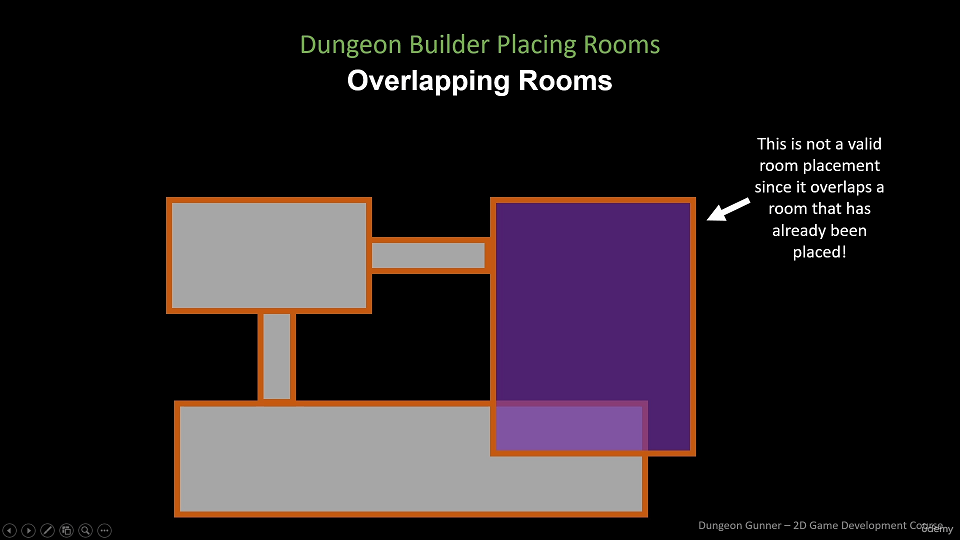 Dungeon Builder Placing Rooms
Overlapping Rooms
This is not a valid
room placement
since it overlaps a
room that has
already been
placed!
Dungeon Gunner – 2D Game Development Course
Udemy